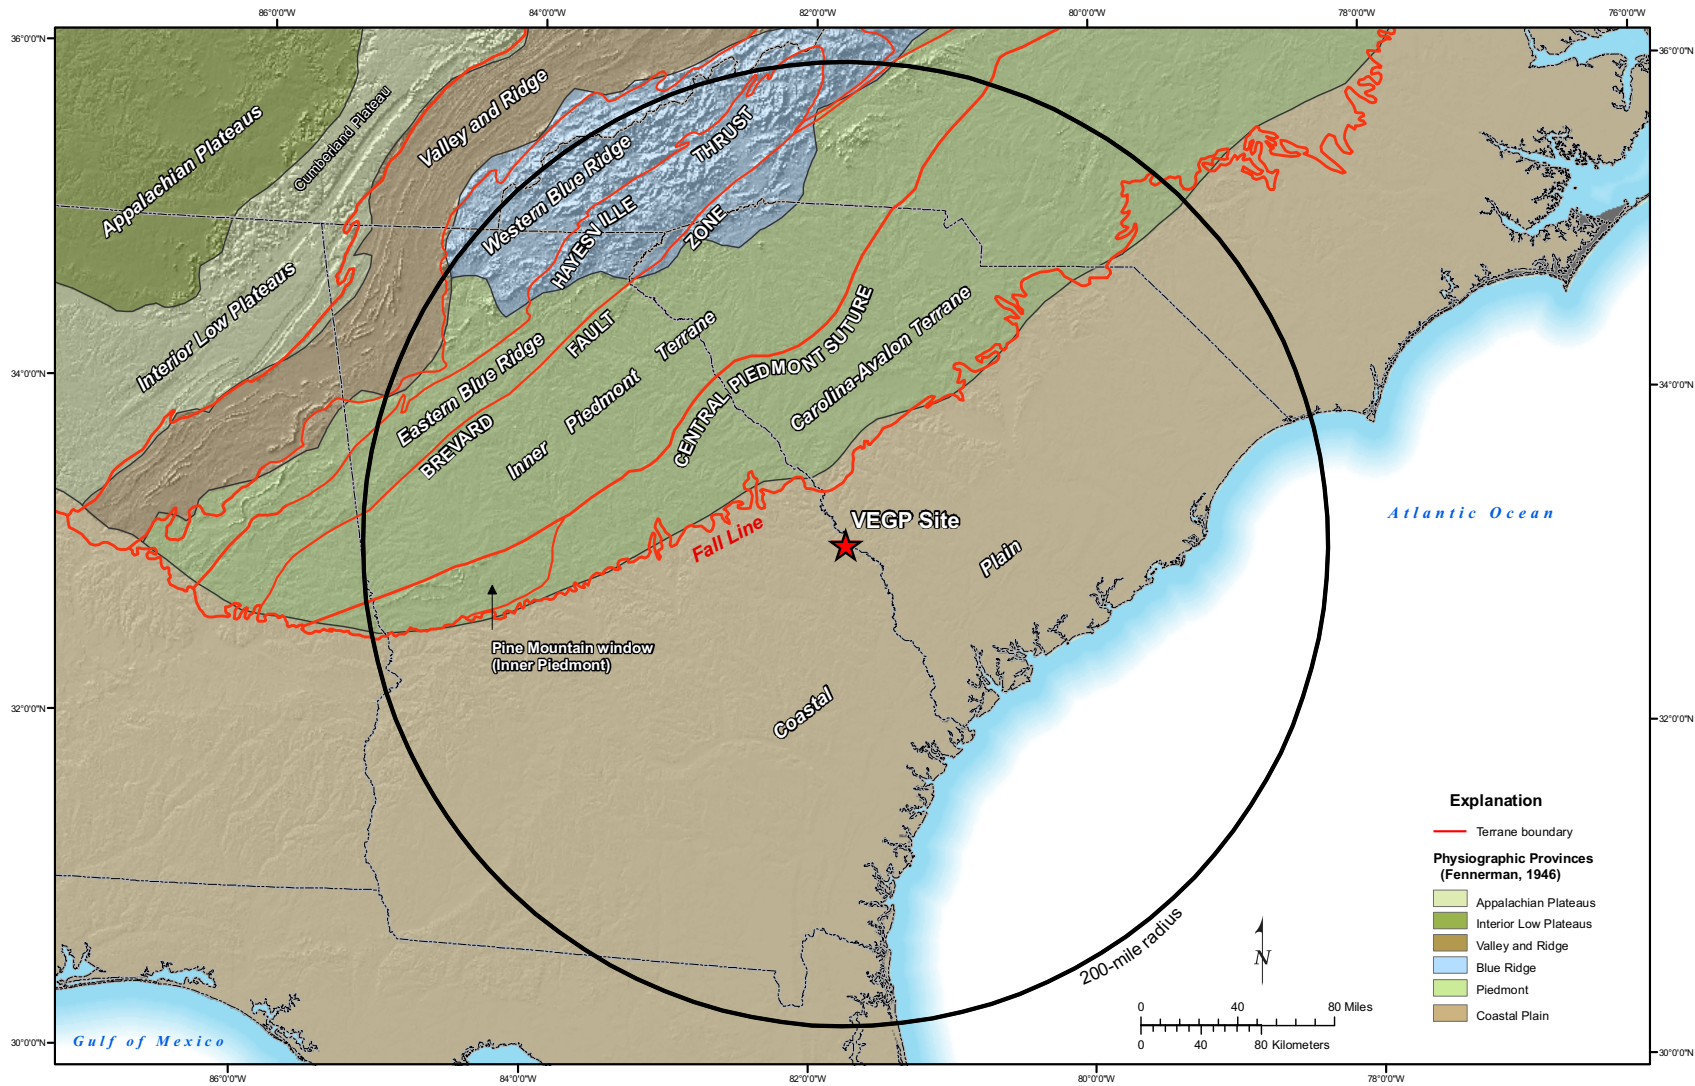 86°0'0"W
84°0'0"W
82°0'0"W
80°0'0"W
78°0'0"W
76°0'0"W
36°0'0"N
36°0'0"N
Appalachian Plateaus
Cumberland Plateau
Valley and Ridge
Western Blue Ridge
HAYESVILLE
THRUST
ZONE
Interior Low Plateaus
Eastern Blue Ridge
BREVARD
FAULT
Inner
Piedmont
Terrane
CENTRAL PIEDMONT SUTURE
Carolina-Avalon Terrane
34°0'0"N
34°0'0"N
Fall Line
VEGP Site
Plain
Coastal
Atlantic Ocean
Pine Mountain window
(Inner Piedmont)
32°0'0"N
32°0'0"N
200-mile radius
N
0
40
80 Miles
0
40
80 Kilometers
Explanation
Terrane boundary
Physiographic Provinces
(Fennerman, 1946)
Appalachian Plateaus
Interior Low Plateaus
Valley and Ridge
Blue Ridge
Piedmont
Coastal Plain
Gulf of Mexico
30°0'0"N
30°0'0"N
86°0'0"W
84°0'0"W
82°0'0"W
80°0'0"W
78°0'0"W